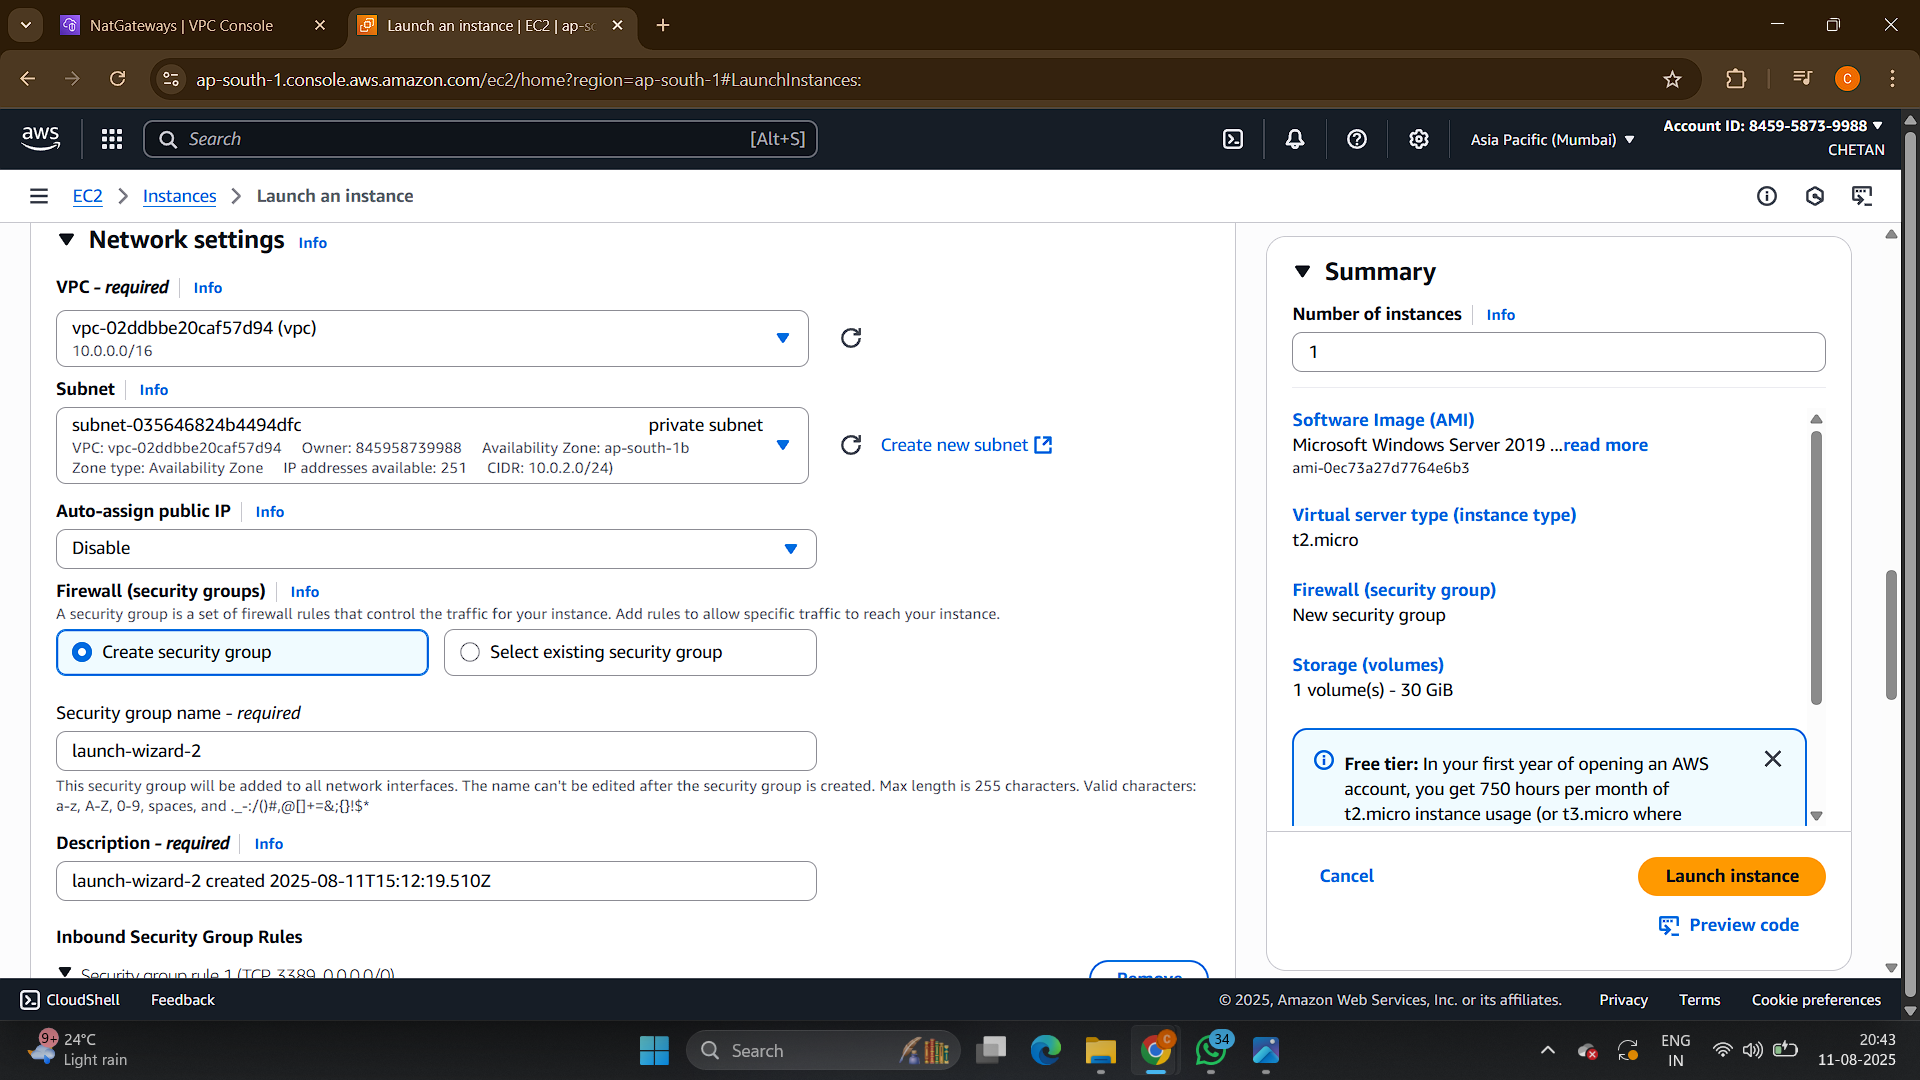 NatGateways | VPC Console
Launch an instance | EC2 | ap-so
ap-south-1.console.aws.amazon.com/ec2/home?region=ap-south-1#LaunchInstances:
C
aws
Search
[Alt+S]
Asia Pacific (Mumbai)
Account ID: 8459-5873-9988
CHETAN
EC2
Instances
Launch an instance
Network settings
Info
VPC - required
Info
vpc-02ddbbe20caf57d94 (vpc)
10.0.0.0/16
Subnet
Info
subnet-035646824b4494dfc
private subnet
VPC: vpc-02ddbbe20caf57d94 Owner: 845958739988 Availability Zone: ap-south-1b
Zone type: Availability Zone IP addresses available: 251 CIDR: 10.0.2.0/24)
Create new subnet
Auto-assign public IP
Info
Disable
Firewall (security groups)
Info
A security group is a set of firewall rules that control the traffic for your instance. Add rules to allow specific traffic to reach your instance.
Create security group
Select existing security group
Security group name - required
launch-wizard-2
This security group will be added to all network interfaces. The name can't be edited after the security group is created. Max length is 255 characters. Valid characters:
a-z, A-Z, 0-9, spaces, and ._-:/()#,@[]+=&;{}!$*
Description - required
Info
launch-wizard-2 created 2025-08-11T15:12:19.510Z
Inbound Security Group Rules
Security group rule 1 (TCP, 3389, 0.0.0.0/0)
Remove
Summary
Number of instances
Info
1
Software Image (AMI)
Microsoft Windows Server 2019 ...read more
ami-0ec73a27d7764e6b3
Virtual server type (instance type)
t2.micro
Firewall (security group)
New security group
Storage (volumes)
1 volume(s) - 30 GiB
Free tier: In your first year of opening an AWS
account, you get 750 hours per month of
t2.micro instance usage (or t3.micro where
Cancel
Launch instance
Preview code
CloudShell
Feedback
© 2025, Amazon Web Services, Inc. or its affiliates.
Privacy
Terms
Cookie preferences
9+
24°C
Light rain
Search
C
34
ENG
IN
20:43
11-08-2025